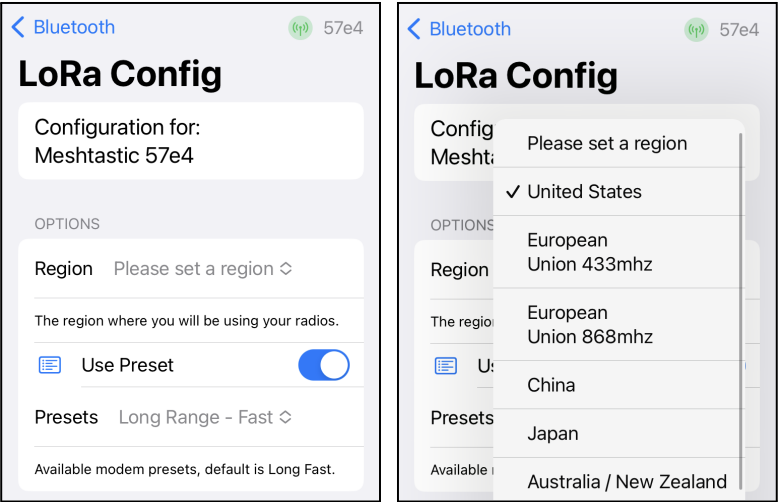 Bluetooth
57e4
LoRa Config
Configuration for:
Meshtastic 57e4
OPTIONS
Region Please set a region
The region where you will be using your radios.
Use Preset
Presets Long Range - Fast
Available modem presets, default is Long Fast.
Bluetooth
57e4
LoRa Config
Config
Meshta
OPTIONS
Region
The regio
Us
Presets
Available
Please set a region
✓ United States
European
Union 433mhz
European
Union 868mhz
China
Japan
Australia / New Zealand